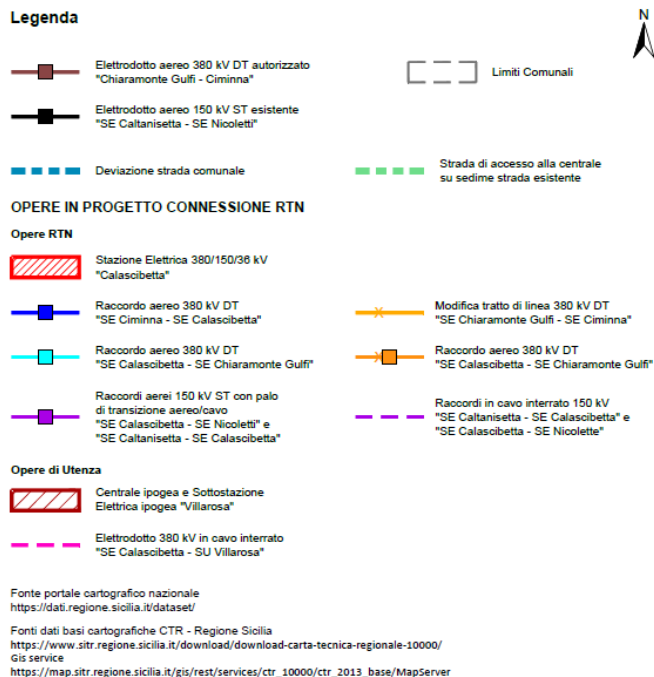 Legenda
N
Elettrodotto aereo 380 kV DT autorizzato
"Chiaramonte Gulfi - Ciminna"
Limiti Comunali
Elettrodotto aereo 150 kV ST esistente
"SE Caltanisetta - SE Nicoletti"
Deviazione strada comunale
Strada di accesso alla centrale
su sedime strada esistente
OPERE IN PROGETTO CONNESSIONE RTN
Opere RTN
Stazione Elettrica 380/150/36 kV
"Calascibetta"
Raccordo aereo 380 kV DT
"SE Ciminna - SE Calascibetta"
Modifica tratto di linea 380 kV DT
"SE Chiaramonte Gulfi - SE Ciminna"
Raccordo aereo 380 kV DT
"SE Calascibetta - SE Chiaramonte Gulfi"
Raccordo aereo 380 kV DT
"SE Calascibetta - SE Chiaramonte Gulfi"
Raccordi aerei 150 kV ST con palo
di transizione aereo/cavo
"SE Calascibetta - SE Nicoletti" e
"SE Caltanisetta - SE Calascibetta"
Raccordi in cavo interrato 150 kV
"SE Caltanisetta - SE Calascibetta" e
"SE Calascibetta - SE Nicolette"
Opere di Utenza
Centrale ipogea e Sottostazione
Elettrica ipogea "Villarosa"
Elettrodotto 380 kV in cavo interrato
"SE Calascibetta - SU Villarosa"
Fonte portale cartografico nazionale
https://dati.regione.sicilia.it/dataset/
Fonti dati basi cartografiche CTR - Regione Sicilia
https://www.sitr.regione.sicilia.it/download/download-carta-tecnica-regionale-10000/
Gis service
https://map.sitr.regione.sicilia.it/gis/rest/services/ctr_10000/ctr_2013_base/MapServer